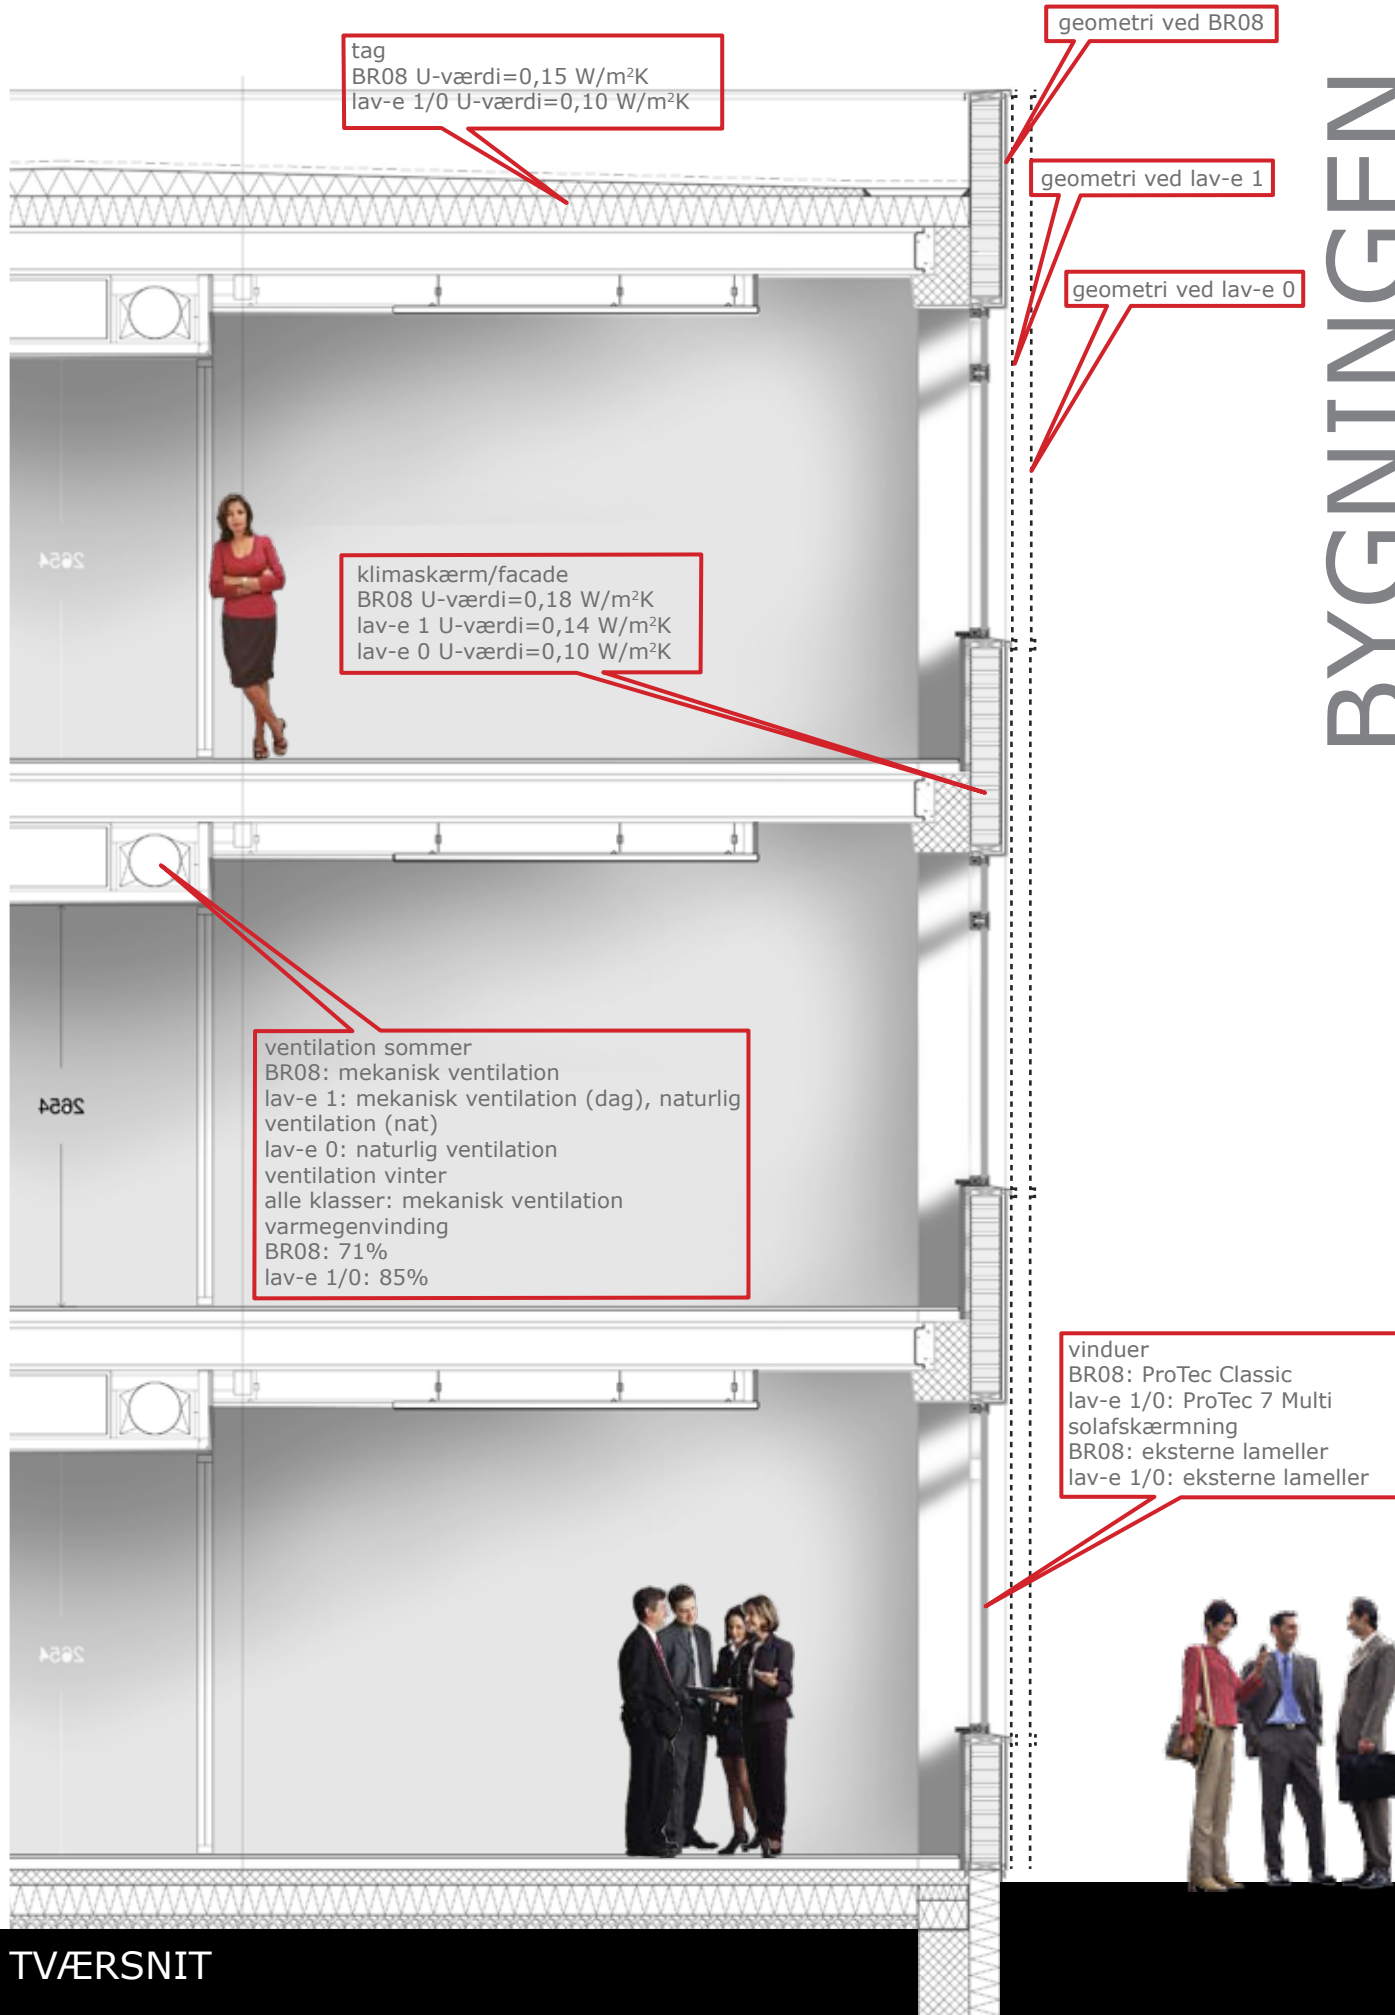 geometri ved BR08
tag
BR08 U-værdi=0,15 W/m²K
lav-e 1/0 U-værdi=0,10 W/m²K
geometri ved lav-e 1
geometri ved lav-e 0
BYGNINGEN
2654
klimaskærm/facade
BR08 U-værdi=0,18 W/m²K
lav-e 1 U-værdi=0,14 W/m²K
lav-e 0 U-værdi=0,10 W/m²K
ventilation sommer
BR08: mekanisk ventilation
lav-e 1: mekanisk ventilation (dag), naturlig
ventilation (nat)
lav-e 0: naturlig ventilation
ventilation vinter
alle klasser: mekanisk ventilation
varmegenvinding
BR08: 71%
lav-e 1/0: 85%
2654
vinduer
BR08: ProTec Classic
lav-e 1/0: ProTec 7 Multi
solafskærmning
BR08: eksterne lameller
lav-e 1/0: eksterne lameller
2654
TVÆRSNIT